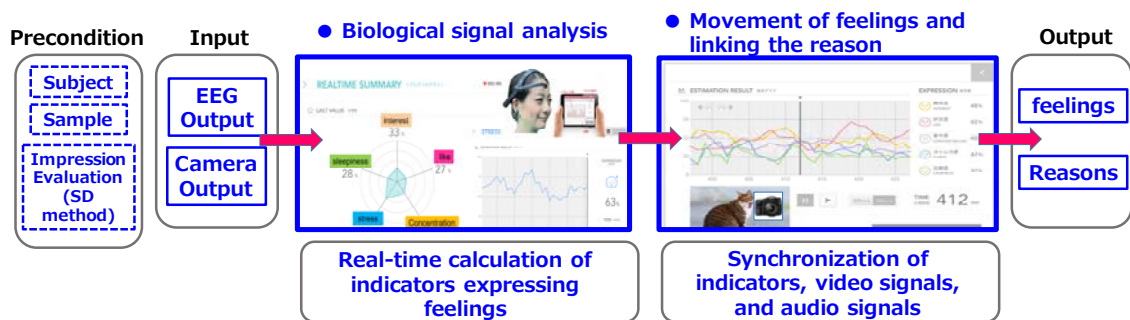 Precondition
Subject
Sample
Impression
Evaluation
(SD
method)
Input
EEG
Output
Camera
Output
● Biological signal analysis
REALTIME SUMMARY
LAST VALUE
interest
33 %
like
27 %
sleepiness
28 %
stress
Concentration
STRESS
63%
Real-time calculation of
indicators expressing
feelings
● Movement of feelings and
linking the reason
ESTIMATION RESULT
EXPRESSION
TIME
412
Synchronization of
indicators, video signals,
and audio signals
Output
feelings
Reasons